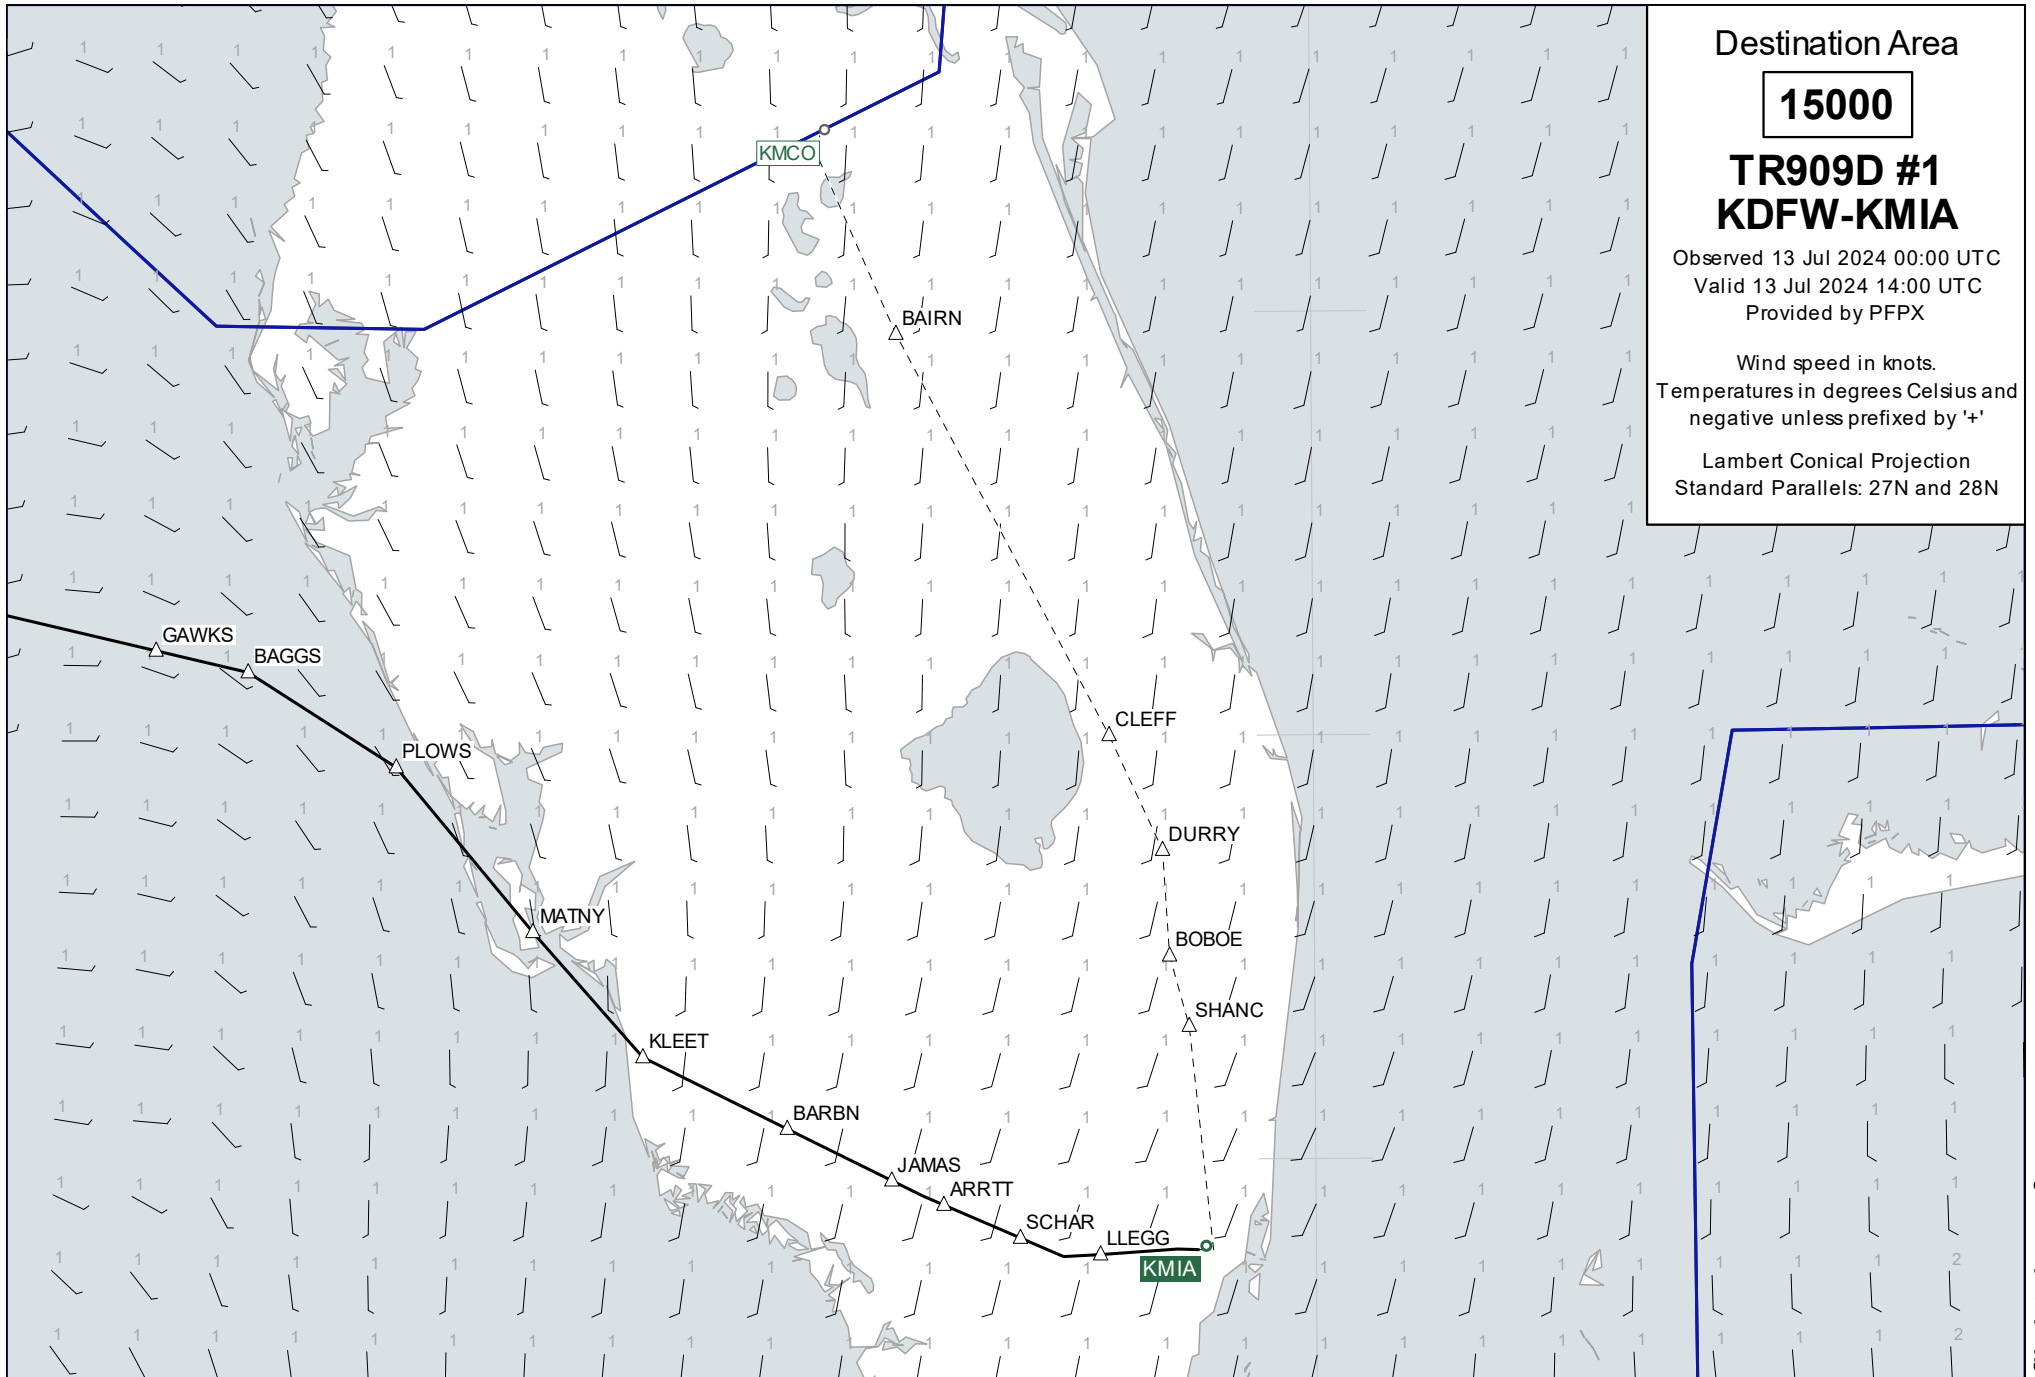 Destination Area
15000
TR909D #1
KDFW-KMIA
Observed 13 Jul 2024 00:00 UTC
Valid 13 Jul 2024 14:00 UTC
Provided by PFPX
Wind speed in knots.
Temperatures in degrees Celsius and
negative unless prefixed by '+'
Lambert Conical Projection
Standard Parallels: 27N and 28N
KMCO
BAIRN
GAWKS
BAGGS
CLEFF
PLOWS
DURRY
MATNY
BOBOE
SHANC
KLEET
BARBN
JAMAS
ARRTT
SCHAR
LLEGG
KMIA